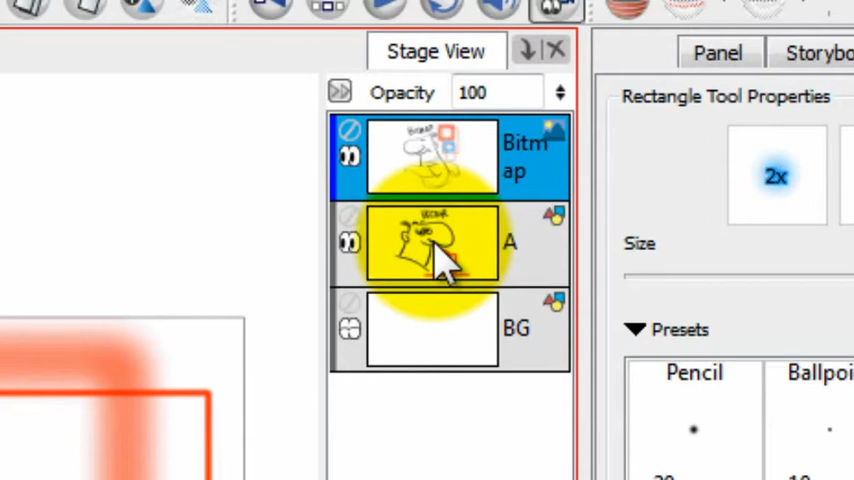 Stage View
Panel
Storybo
Opacity 100
Rectangle Tool Properties
Bitm
ap
2x
A
Size
BG
Presets
Pencil
Ballpoi